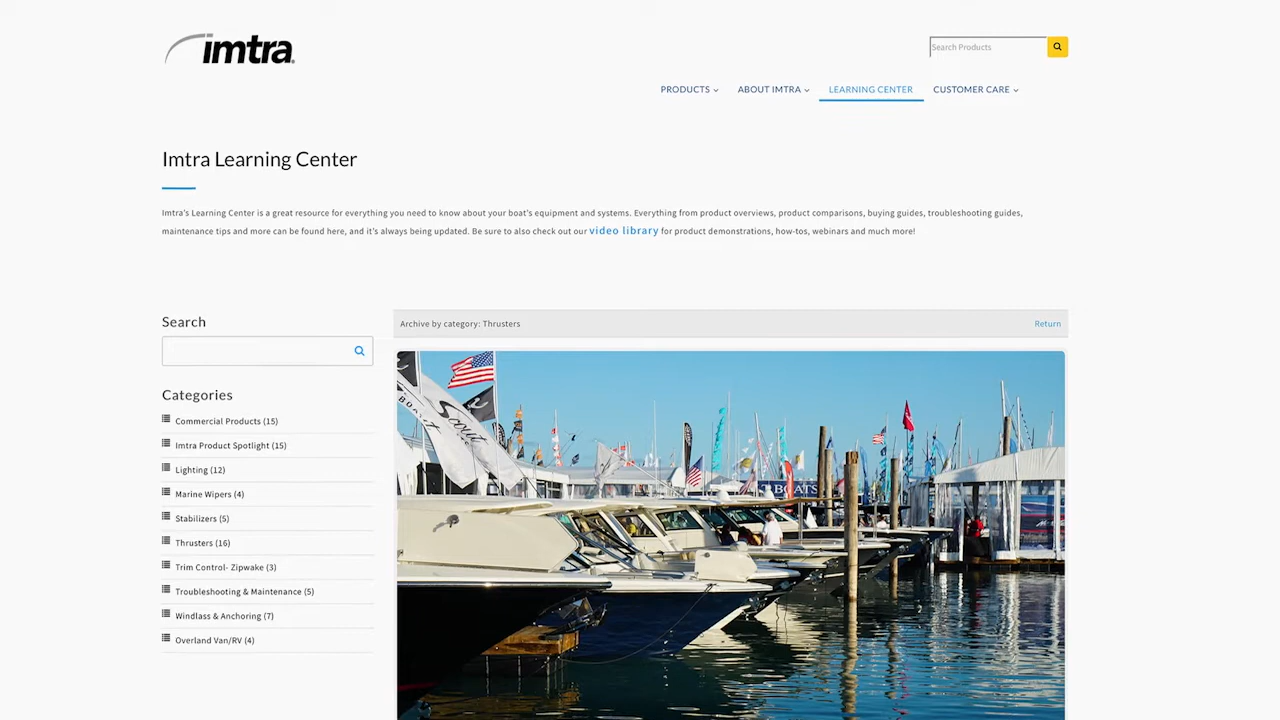 imtra
Search Products
PRODUCTS
ABOUT IMTRA
LEARNING CENTER
CUSTOMER CARE
Imtra Learning Center
Imtra's Learning Center is a great resource for everything you need to know about your boat's equipment and systems. Everything from product overviews, product comparisons, buying guides, troubleshooting guides,
maintenance tips and more can be found here, and it's always being updated. Be sure to also check out our video library for product demonstrations, how-tos, webinars and much more!
Search
Archive by category: Thrusters
Return
Categories
Commercial Products (15)
Imtra Product Spotlight (15)
Lighting (12)
Marine Wipers (4)
Stabilizers (5)
Thrusters (16)
Trim Control- Zipwake (3)
Troubleshooting & Maintenance (5)
Windlass & Anchoring (7)
Overland Van/RV (4)
Scout
BOATS